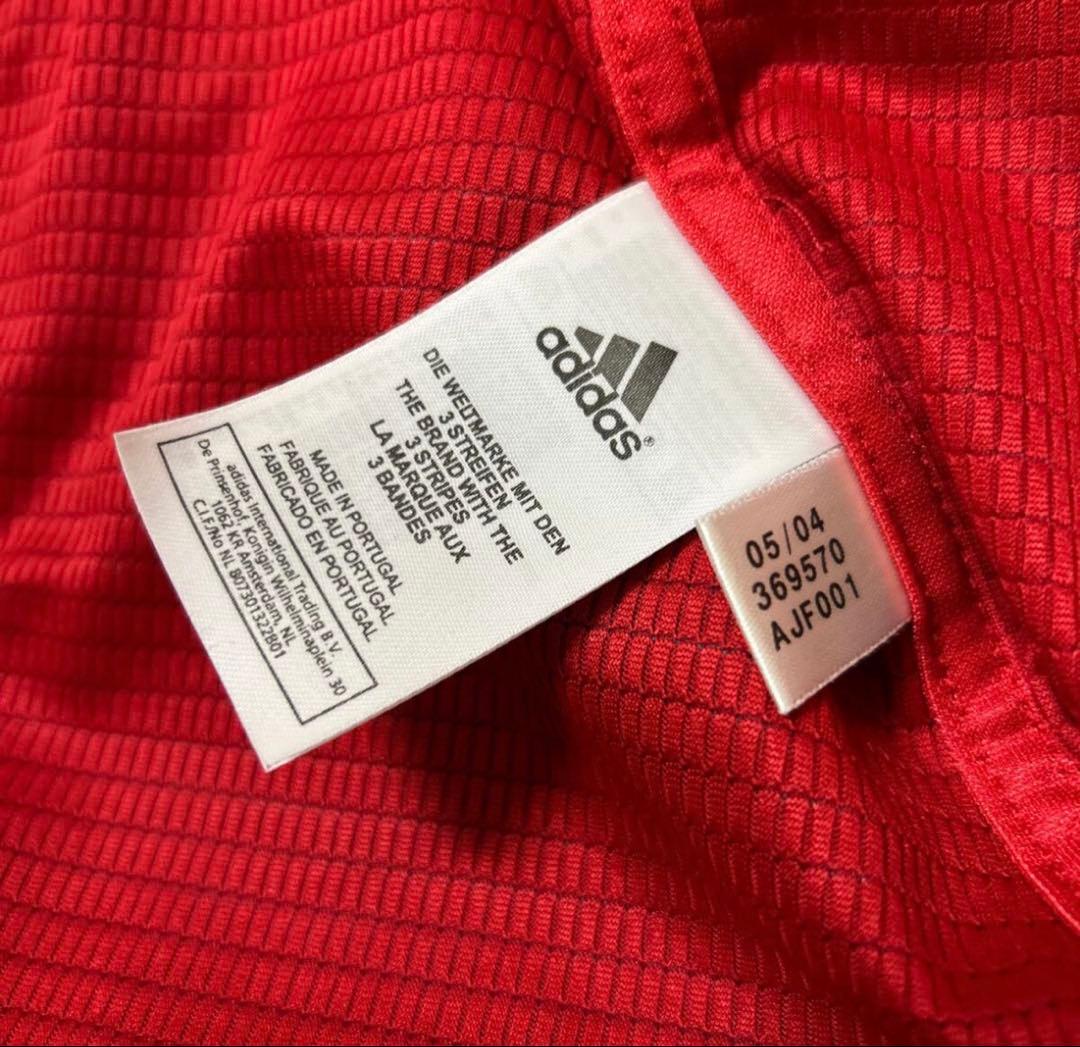 adidas®
DIE WELTMARKE MIT DEN
3 STREIFEN
THE BRAND WITH THE
3 STRIPES
LA MARQUE AUX
3 BANDES
MADE IN PORTUGAL
FABRIQUE AU PORTUGAL
FABRICADO EN PORTUGAL
adidas International Trading B.V.
De Prinsenhof, Konigin Wilhelminaplein 30
1062 KR Amsterdam, NL
C.I.F./No NL 807301322B01
05/04
369570
AJF001